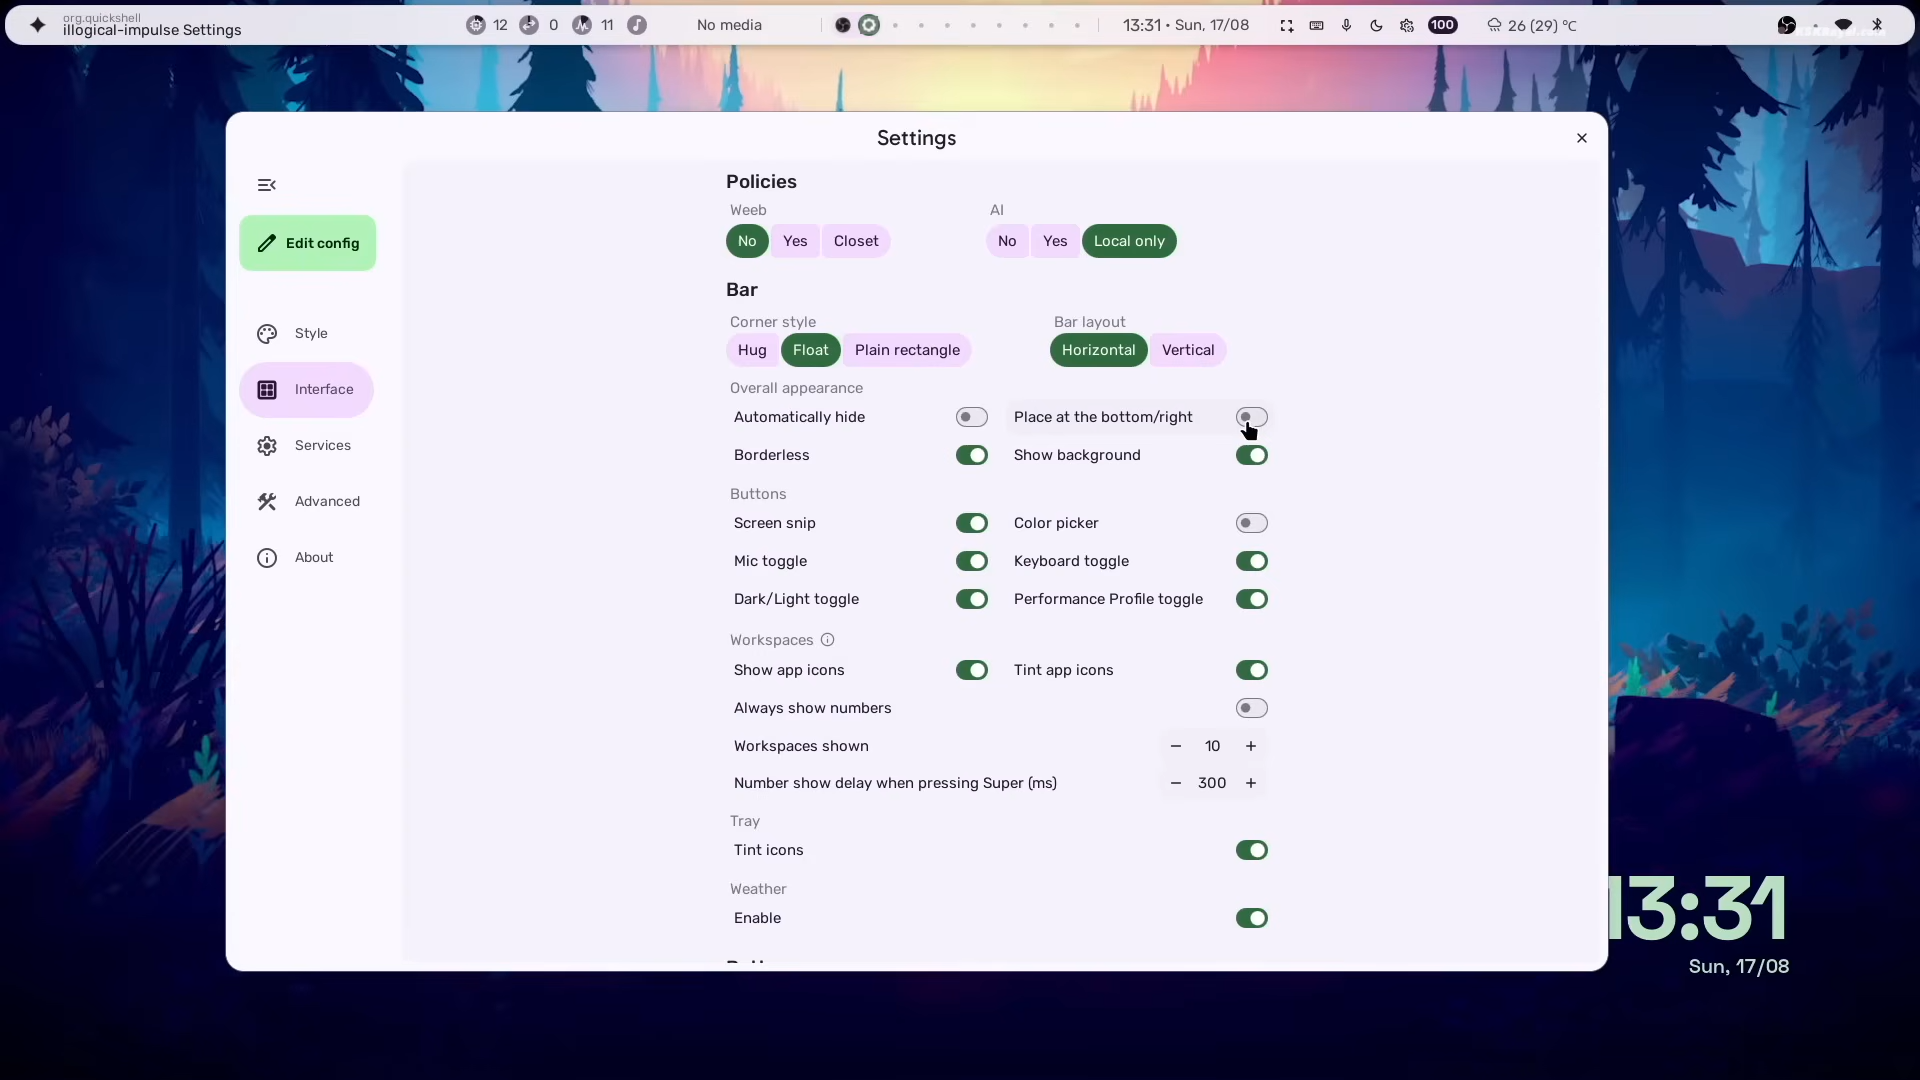 org.quickshell
illogical-impulse Settings
12 0 11
No media
13:31 • Sun, 17/08
100
26 (29) °C
Settings
Edit config
Style
Interface
Services
Advanced
About
Policies
Weeb AI
No Yes Closet No Yes Local only
Bar
Corner style Bar layout
Hug Float Plain rectangle Horizontal Vertical
Overall appearance
Automatically hide Place at the bottom/right
Borderless Show background
Buttons
Screen snip Color picker
Mic toggle Keyboard toggle
Dark/Light toggle Performance Profile toggle
Workspaces
Show app icons Tint app icons
Always show numbers
Workspaces shown − 10 +
Number show delay when pressing Super (ms) − 300 +
Tray
Tint icons
Weather
Enable
13:31
Sun, 17/08